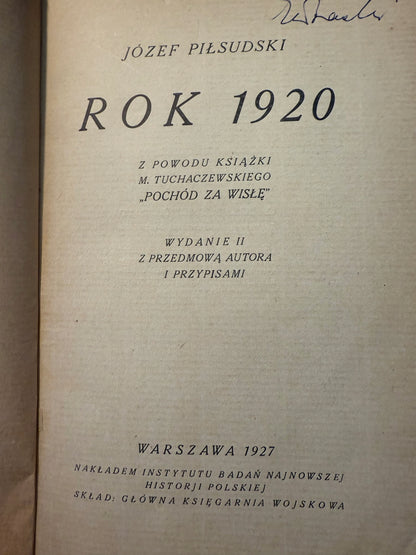 JÓZEF PIŁSUDSKI
ROK 1920
Z POWODU KSIĄŻKI
M. TUCHACZEWSKIEGO
„POCHÓD ZA WISŁĘ"
WYDANIE II
Z PRZEDMOWĄ AUTORA
I PRZYPISAMI
WARSZAWA 1927
NAKŁADEM INSTYTUTU BADAŃ NAJNOWSZEJ
HISTORJI POLSKIEJ
SKŁAD: GŁÓWNA KSIĘGARNIA WOJSKOWA